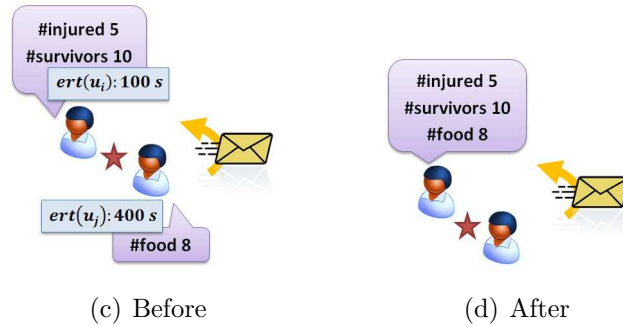 #injured 5
#survivors 10
ert(u_i): 100 s
ert(u_j): 400 s
#food 8
(c) Before
#injured 5
#survivors 10
#food 8
(d) After